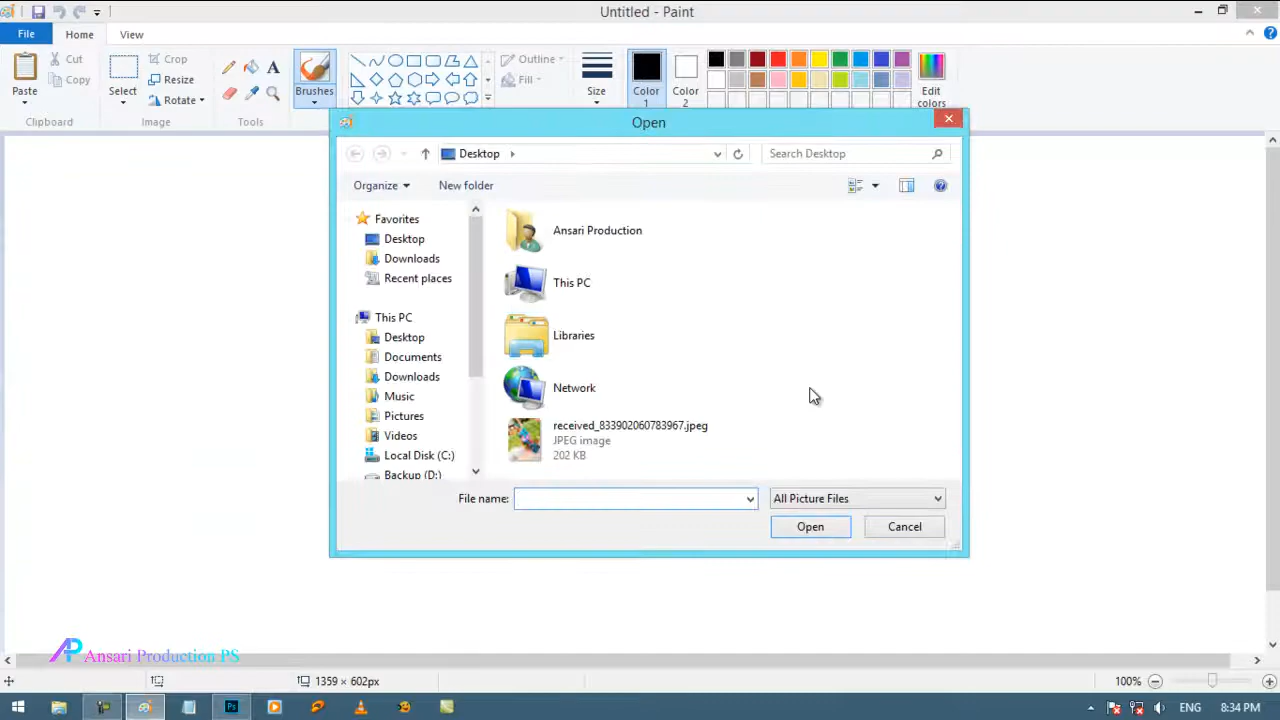 Untitled - Paint
File
Home
View
Paste
Cut
Copy
Clipboard
Select
Crop
Resize
Rotate
Image
A
Tools
Brushes
Outline
Fill
Size
Color
1
Color
2
Edit
colors
Open
Desktop
Search Desktop
Organize
New folder
Favorites
Desktop
Downloads
Recent places
This PC
Desktop
Documents
Downloads
Music
Pictures
Videos
Local Disk (C:)
Backup (D:)
Ansari Production
This PC
Libraries
Network
received_833902060783967.jpeg
JPEG image
202 KB
File name:
All Picture Files
Open
Cancel
AP Ansari Production PS
1359 × 602px
100%
Ps
ENG
8:34 PM